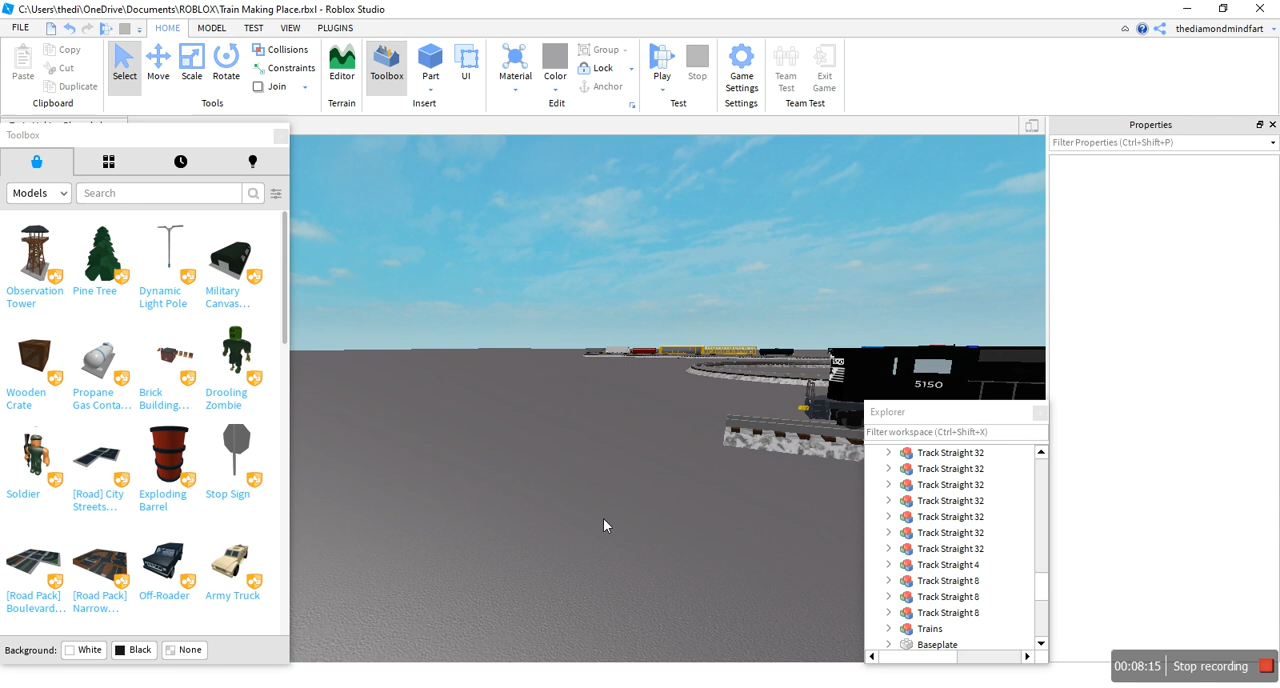 C:\Users\thedi\OneDrive\Documents\ROBLOX\Train Making Place.rbxl - Roblox Studio
FILE HOME MODEL TEST VIEW PLUGINS thediamondmindfart
Paste Copy Cut Duplicate
Select Move Scale Rotate Collisions Constraints Join
Editor Toolbox Part UI
Material Color Group Lock Anchor
Play Stop Game Settings Team Test Exit Game
Clipboard Tools Terrain Insert Edit Test Settings Team Test
Toolbox
Models Search
Observation Tower
Pine Tree
Dynamic Light Pole
Military Canvas...
Wooden Crate
Propane Gas Conta...
Brick Building...
Drooling Zombie
Soldier
[Road] City Streets...
Exploding Barrel
Stop Sign
[Road Pack] Boulevard...
[Road Pack] Narrow...
Off-Roader
Army Truck
Background: White Black None
5150
Explorer
Filter workspace (Ctrl+Shift+X)
Track Straight 32
Track Straight 32
Track Straight 32
Track Straight 32
Track Straight 32
Track Straight 32
Track Straight 32
Track Straight 4
Track Straight 8
Track Straight 8
Track Straight 8
Trains
Baseplate
Properties
Filter Properties (Ctrl+Shift+P)
00:08:15 Stop recording